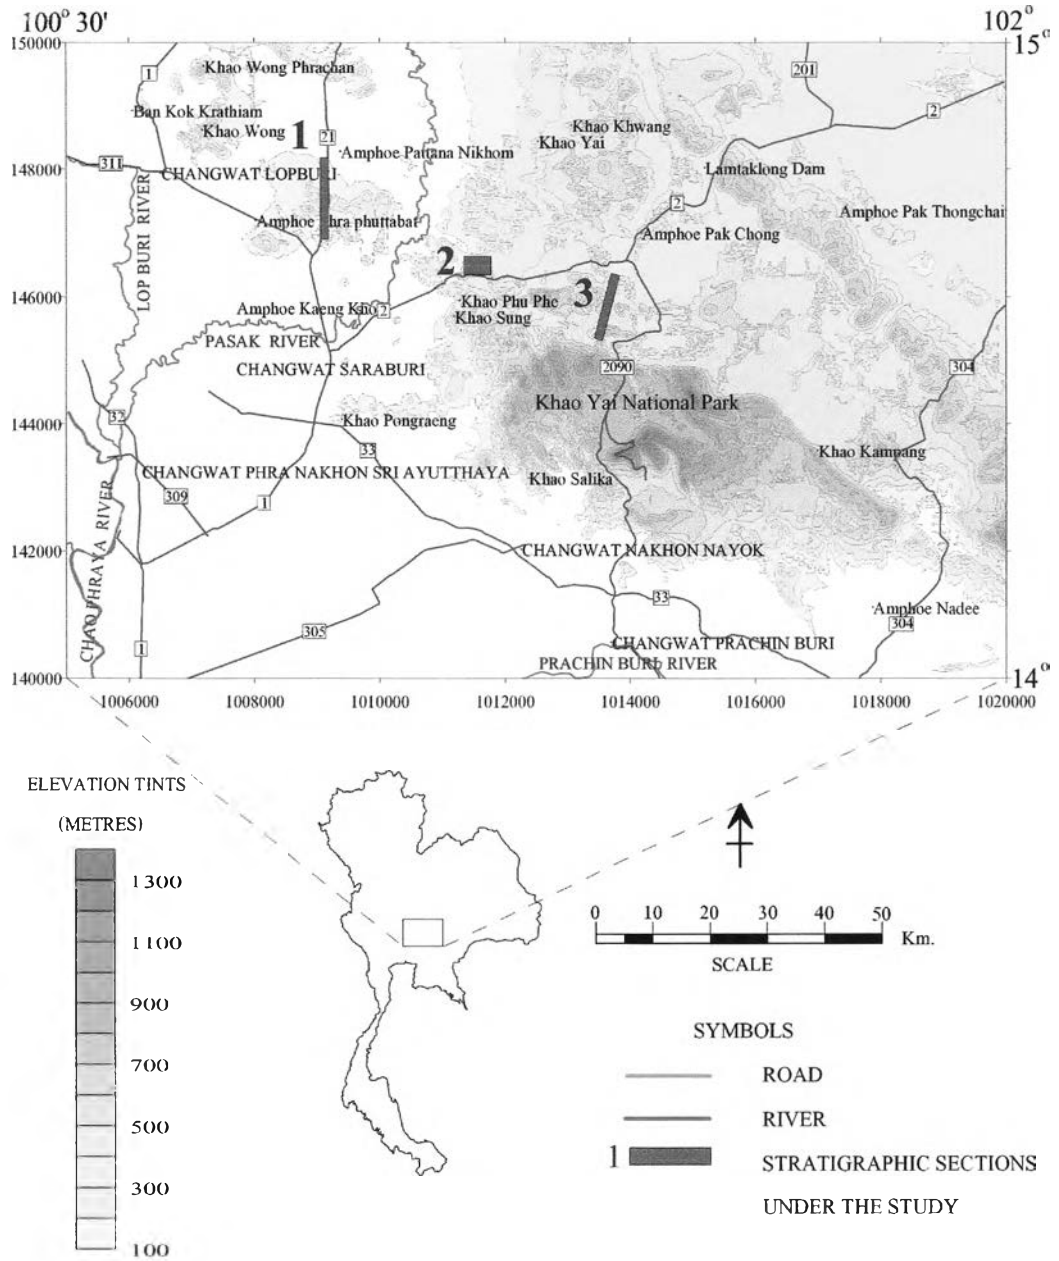 100° 30'
102°
150000
15°
1
Khao Wong Phrachan
201
Ban Kok Krathiam
Khao Wong
1
21
Khao Khwang
Khao Yai
2
Amphoe Pattana Nikhom
311
148000
CHANGWAT LOPBURI
Lamtaklong Dam
2
Amphoe Phra phuttabat
Amphoe Pak Thongchai
Amphoe Pak Chong
LOP BURI RIVER
2
3
146000
Khao Phu Phe
Amphoe Kaeng Kho
2
Khao Sung
PASAK RIVER
CHANGWAT SARABURI
2090
304
Khao Yai National Park
32
144000
Khao Pongraeng
33
Khao Kampang
CHANGWAT PHRA NAKHON SRI AYUTTHAYA
Khao Salika
309
1
CHAO PHRAYA RIVER
142000
CHANGWAT NAKHON NAYOK
33
Amphoe Nadee
304
305
1
CHANGWAT PRACHIN BURI
PRACHIN BURI RIVER
140000
14°
1006000 1008000 1010000 1012000 1014000 1016000 1018000 1020000
ELEVATION TINTS
(METRES)
1300
1100
900
700
500
300
100
0 10 20 30 40 50
Km.
SCALE
SYMBOLS
ROAD
RIVER
1 STRATIGRAPHIC SECTIONS
UNDER THE STUDY